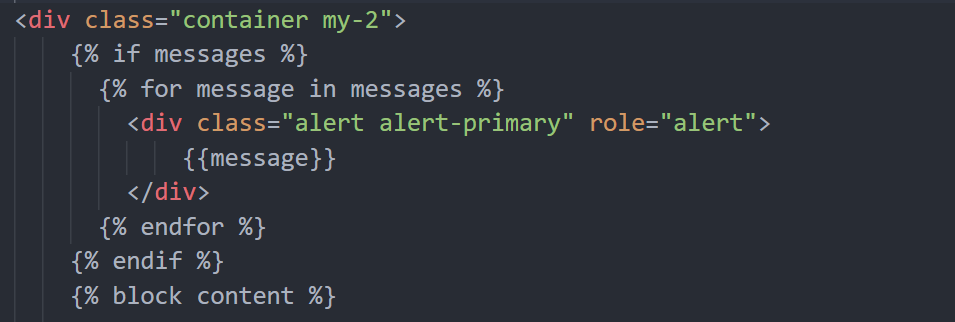 <div class="container my-2">
{% if messages %}
{% for message in messages %}
<div class="alert alert-primary" role="alert">
{{message}}
</div>
{% endfor %}
{% endif %}
{% block content %}